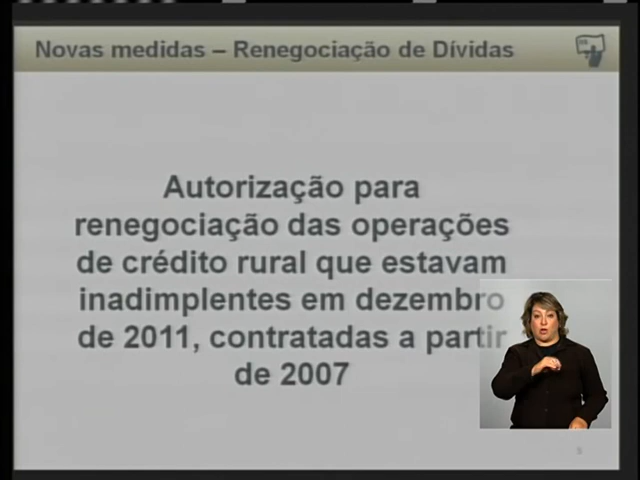 Novas medidas – Renegociação de Dívidas
Autorização para
renegociação das operações
de crédito rural que estavam
inadimplentes em dezembro
de 2011, contratadas a partir
de 2007